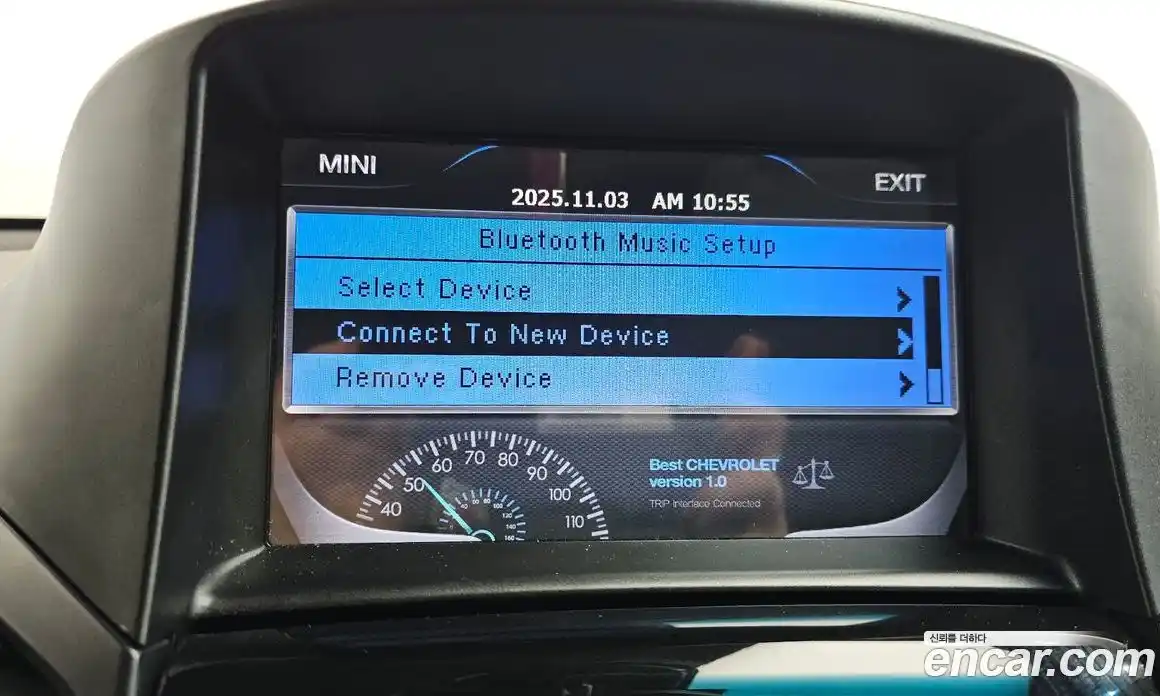 MINI
EXIT
2025.11.03 AM 10:55
Bluetooth Music Setup
Select Device
Connect To New Device
Remove Device
40 50 60 70 80 90 100 110
Best CHEVROLET
version 1.0
TRIP Interface Connected
신뢰를 더하다
encar.com